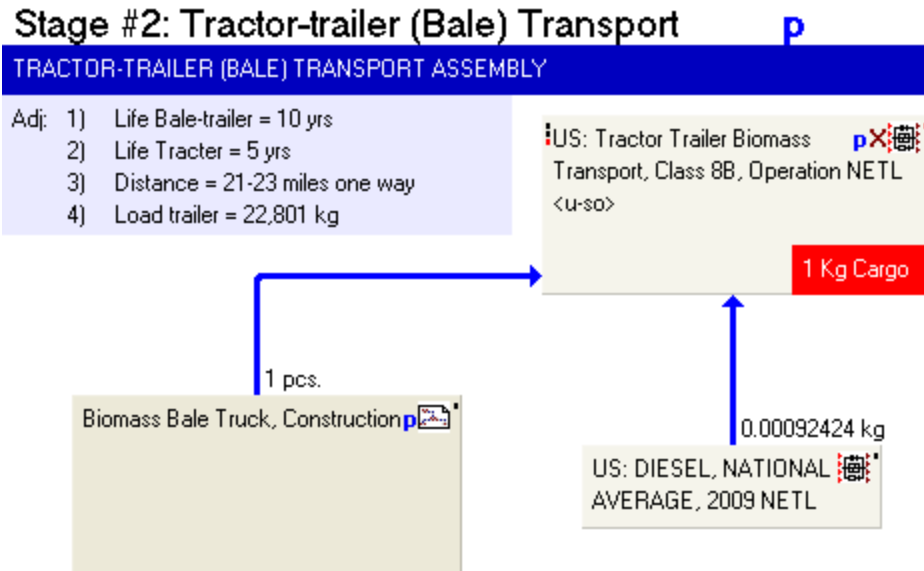 Stage #2: Tractor-trailer (Bale) Transport p
TRACTOR-TRAILER (BALE) TRANSPORT ASSEMBLY
Adj: 1) Life Bale-trailer = 10 yrs
2) Life Tracter = 5 yrs
3) Distance = 21-23 miles one way
4) Load trailer = 22,801 kg
US: Tractor Trailer Biomass pX
Transport, Class 8B, Operation NETL
<u-so>
1 Kg Cargo
1 pcs.
Biomass Bale Truck, Construction p
0.00092424 kg
US: DIESEL, NATIONAL
AVERAGE, 2009 NETL